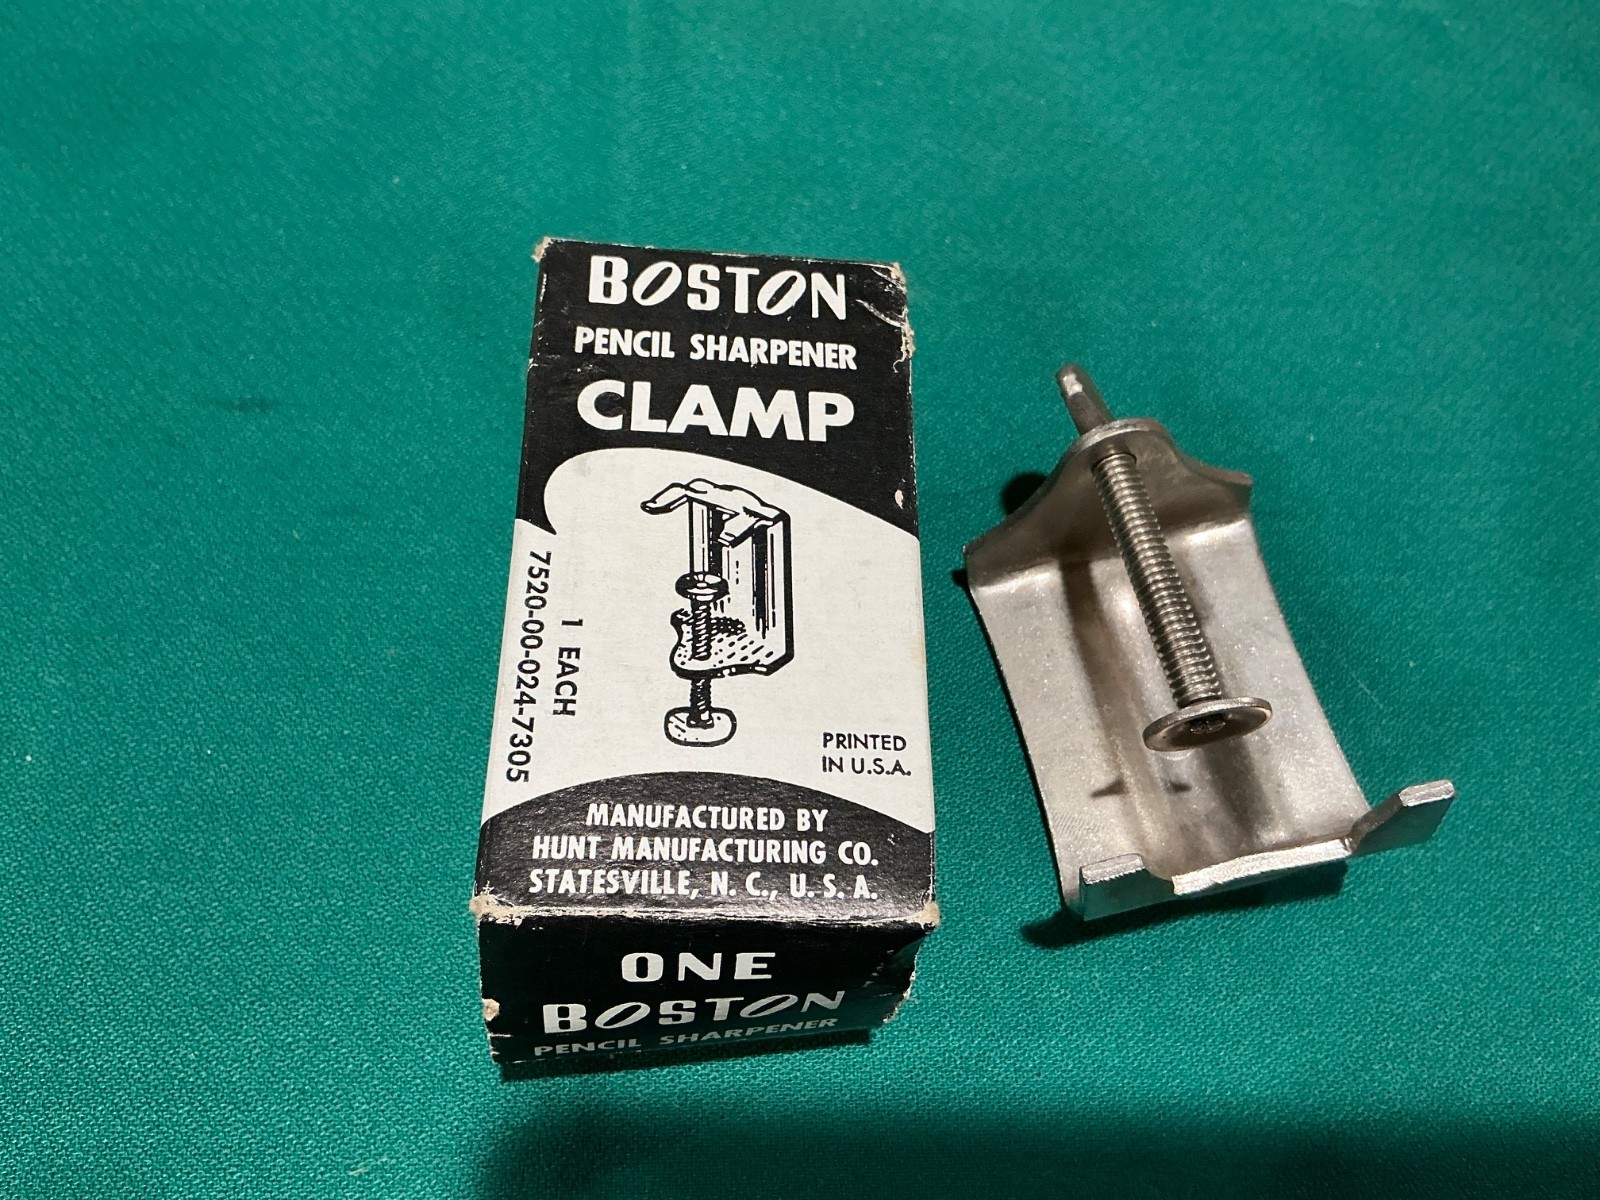 BOSTON
PENCIL SHARPENER
CLAMP
1 EACH
7520-00-024-7305
PRINTED
IN U.S.A.
MANUFACTURED BY
HUNT MANUFACTURING CO.
STATESVILLE, N. C., U. S. A.
ONE
BOSTON
PENCIL SHARPENER